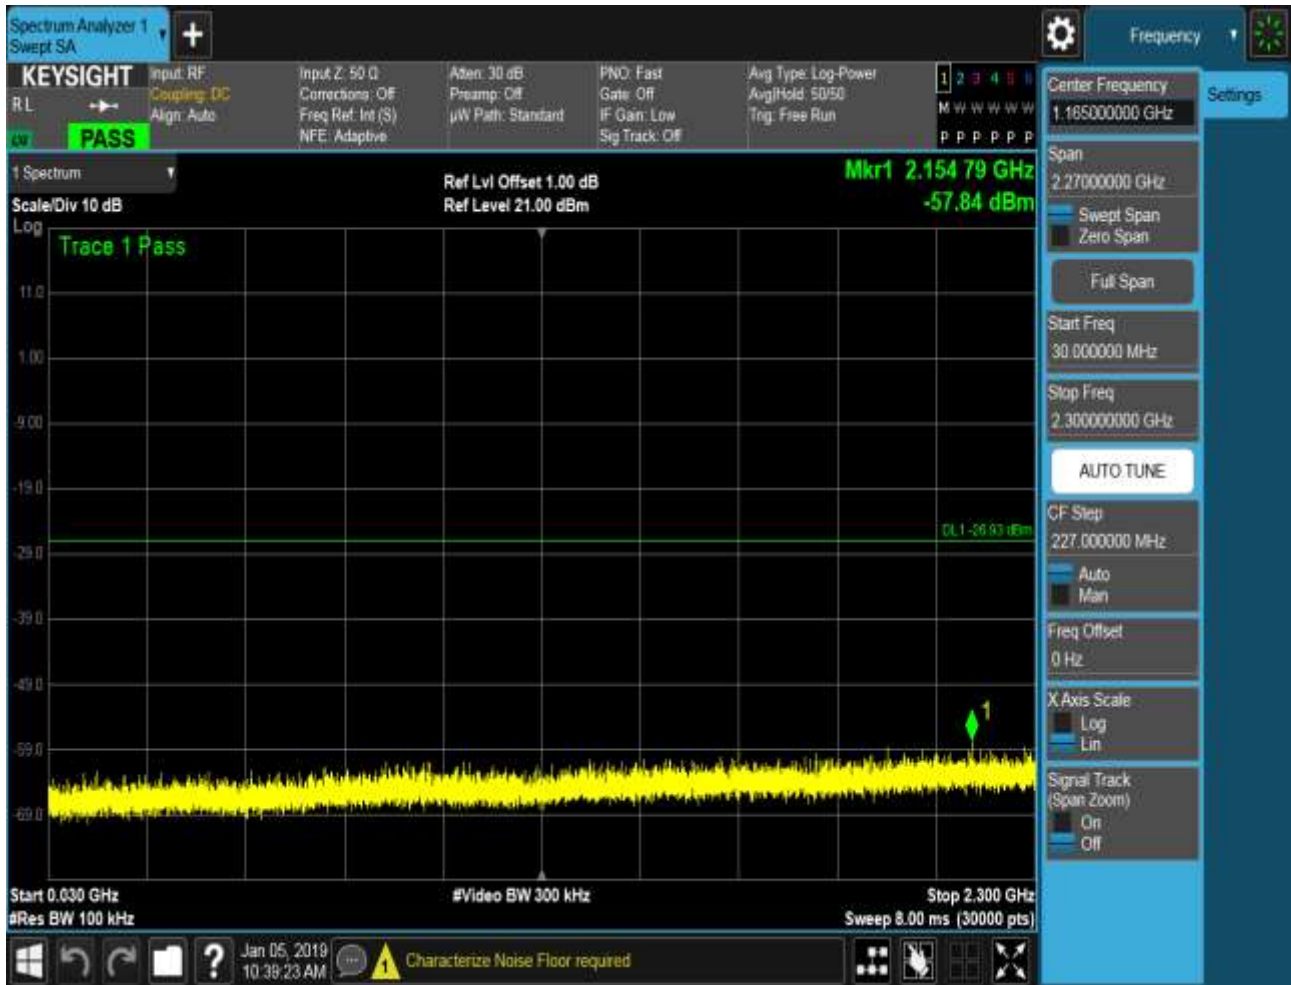 Spectrum Analyzer 1
Swept SA
+
Frequency
KEYSIGHT
R L
PASS
Input: RF
Coupling: DC
Align: Auto
Input Z: 50 Ω
Corrections: Off
Freq Ref: Int (S)
NFE: Adaptive
Atten: 30 dB
Preamp: Off
µW Path: Standard
PNO: Fast
Gate: Off
IF Gain: Low
Sig Track: Off
Avg Type: Log-Power
Avg|Hold: 50/50
Trig: Free Run
1 2 3 4 5 6
M W W W W W
P P P P P P
1 Spectrum
Scale/Div 10 dB
Ref Lvl Offset 1.00 dB
Ref Level 21.00 dBm
Mkr1 2.154 79 GHz
-57.84 dBm
Log
Trace 1 Pass
11.0
1.00
-9.00
-19.0
DL1 -26.93 dBm
-29.0
-39.0
-49.0
1
-59.0
-69.0
Start 0.030 GHz
#Video BW 300 kHz
Stop 2.300 GHz
#Res BW 100 kHz
Sweep 8.00 ms (30000 pts)
?
Jan 05, 2019
10:39:23 AM
1
Characterize Noise Floor required
Center Frequency
1.165000000 GHz
Settings
Span
2.27000000 GHz
Swept Span
Zero Span
Full Span
Start Freq
30.000000 MHz
Stop Freq
2.300000000 GHz
AUTO TUNE
CF Step
227.000000 MHz
Auto
Man
Freq Offset
0 Hz
X Axis Scale
Log
Lin
Signal Track
(Span Zoom)
On
Off